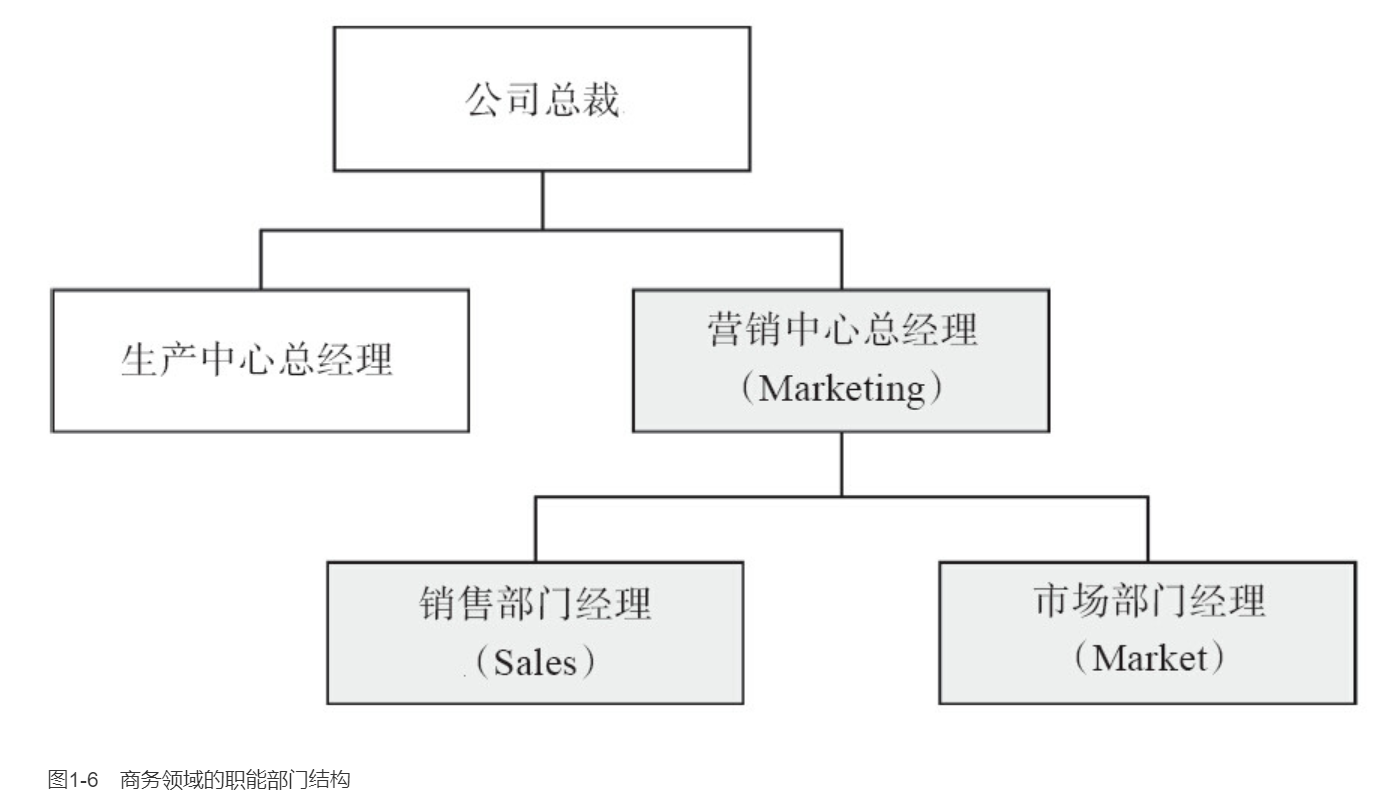 公司总裁
生产中心总经理
营销中心总经理
（Marketing）
销售部门经理
（Sales）
市场部门经理
（Market）
图1-6 商务领域的职能部门结构